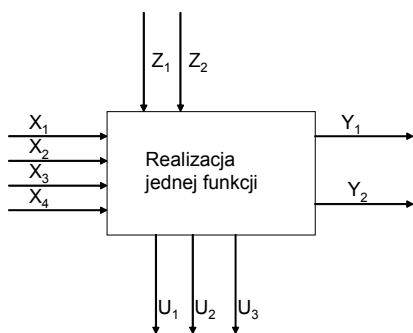 Z₁ Z₂
X₁
X₂
X₃
X₄
Realizacja
jednej funkcji
Y₁
Y₂
U₁ U₂ U₃